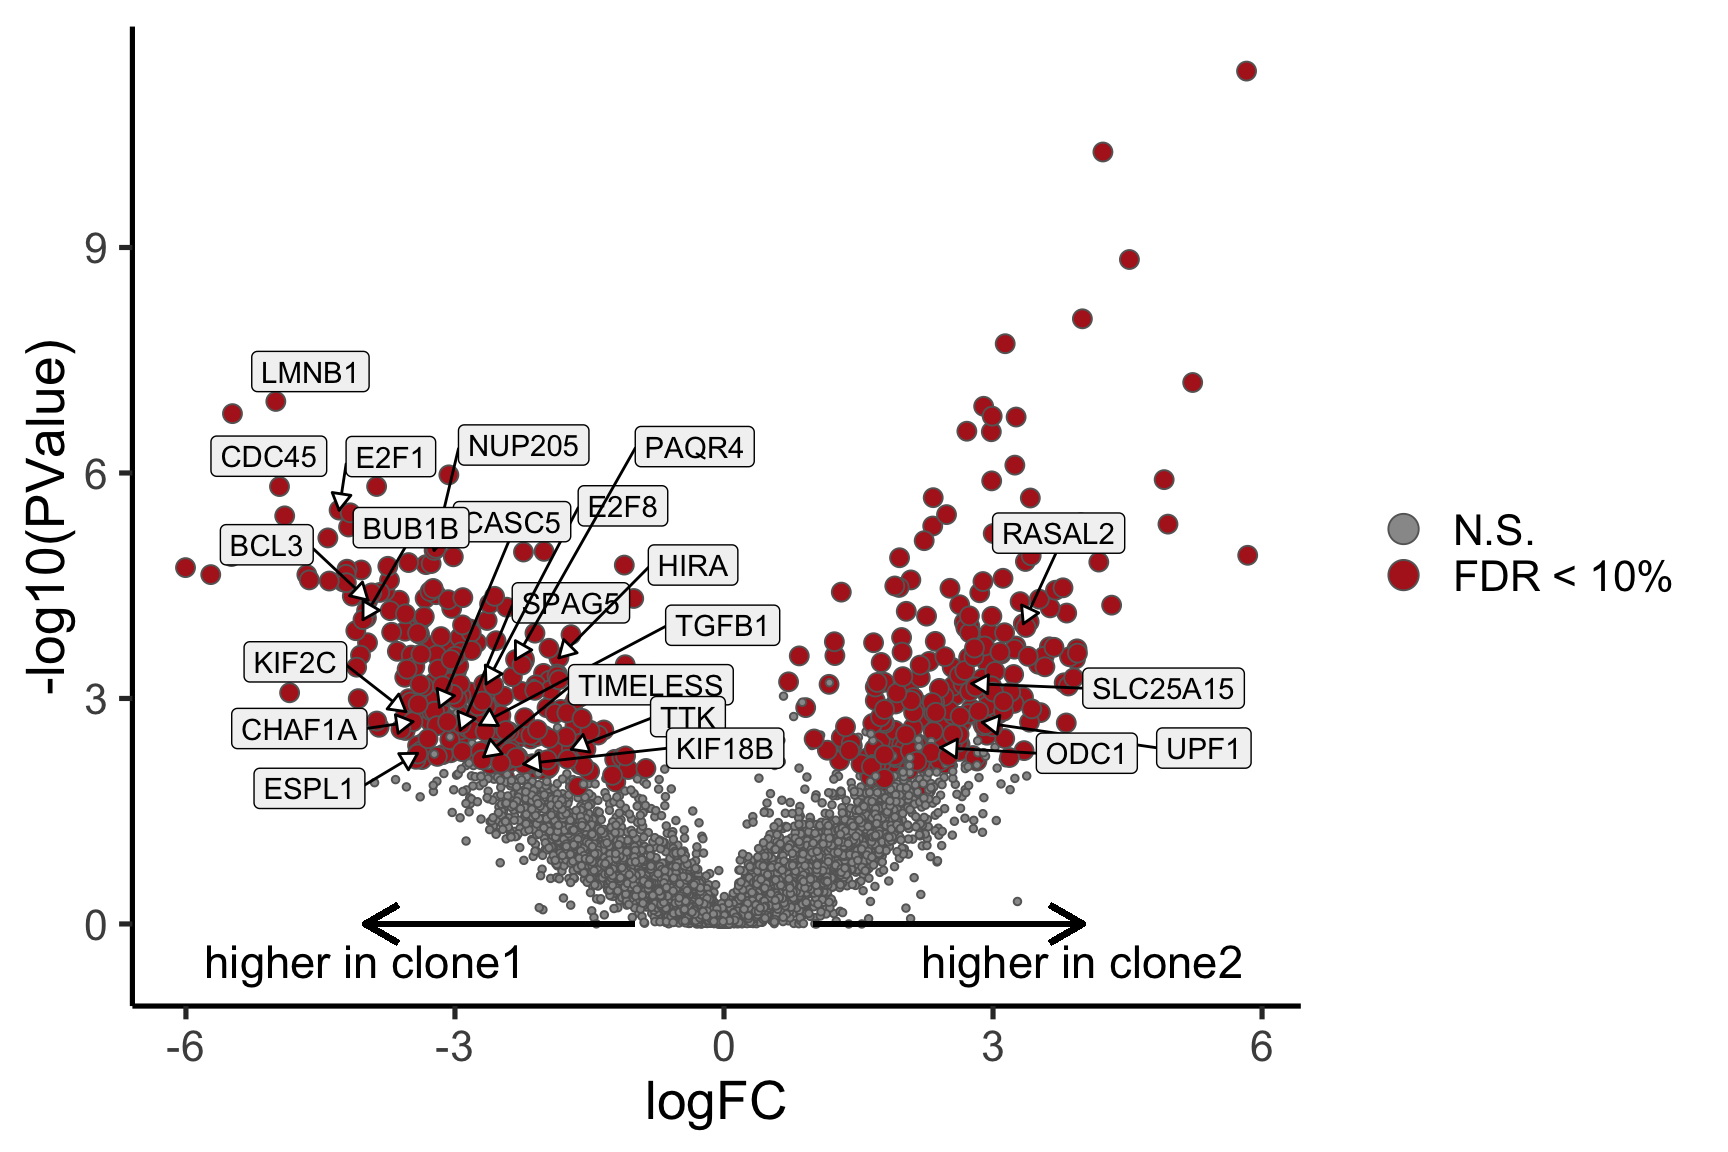 -log10(PValue)
9
6
3
0
LMNB1
CDC45
E2F1
NUP205
PAQR4
BCL3
BUB1B
CASC5
E2F8
HIRA
RASAL2
SPAG5
TGFB1
KIF2C
TIMELESS
SLC25A15
CHAF1A
TTK
KIF18B
ODC1
UPF1
ESPL1
N.S.
FDR < 10%
higher in clone1
higher in clone2
-6
-3
0
3
6
logFC